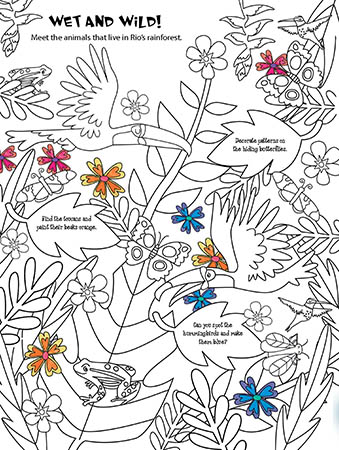 WET AND WILD!
Meet the animals that live in Rio's rainforest.
Decorate patterns on
the hiding butterflies.
Find the toucans and
paint their beaks orange.
Can you spot the
hummingbirds and make
them blue?